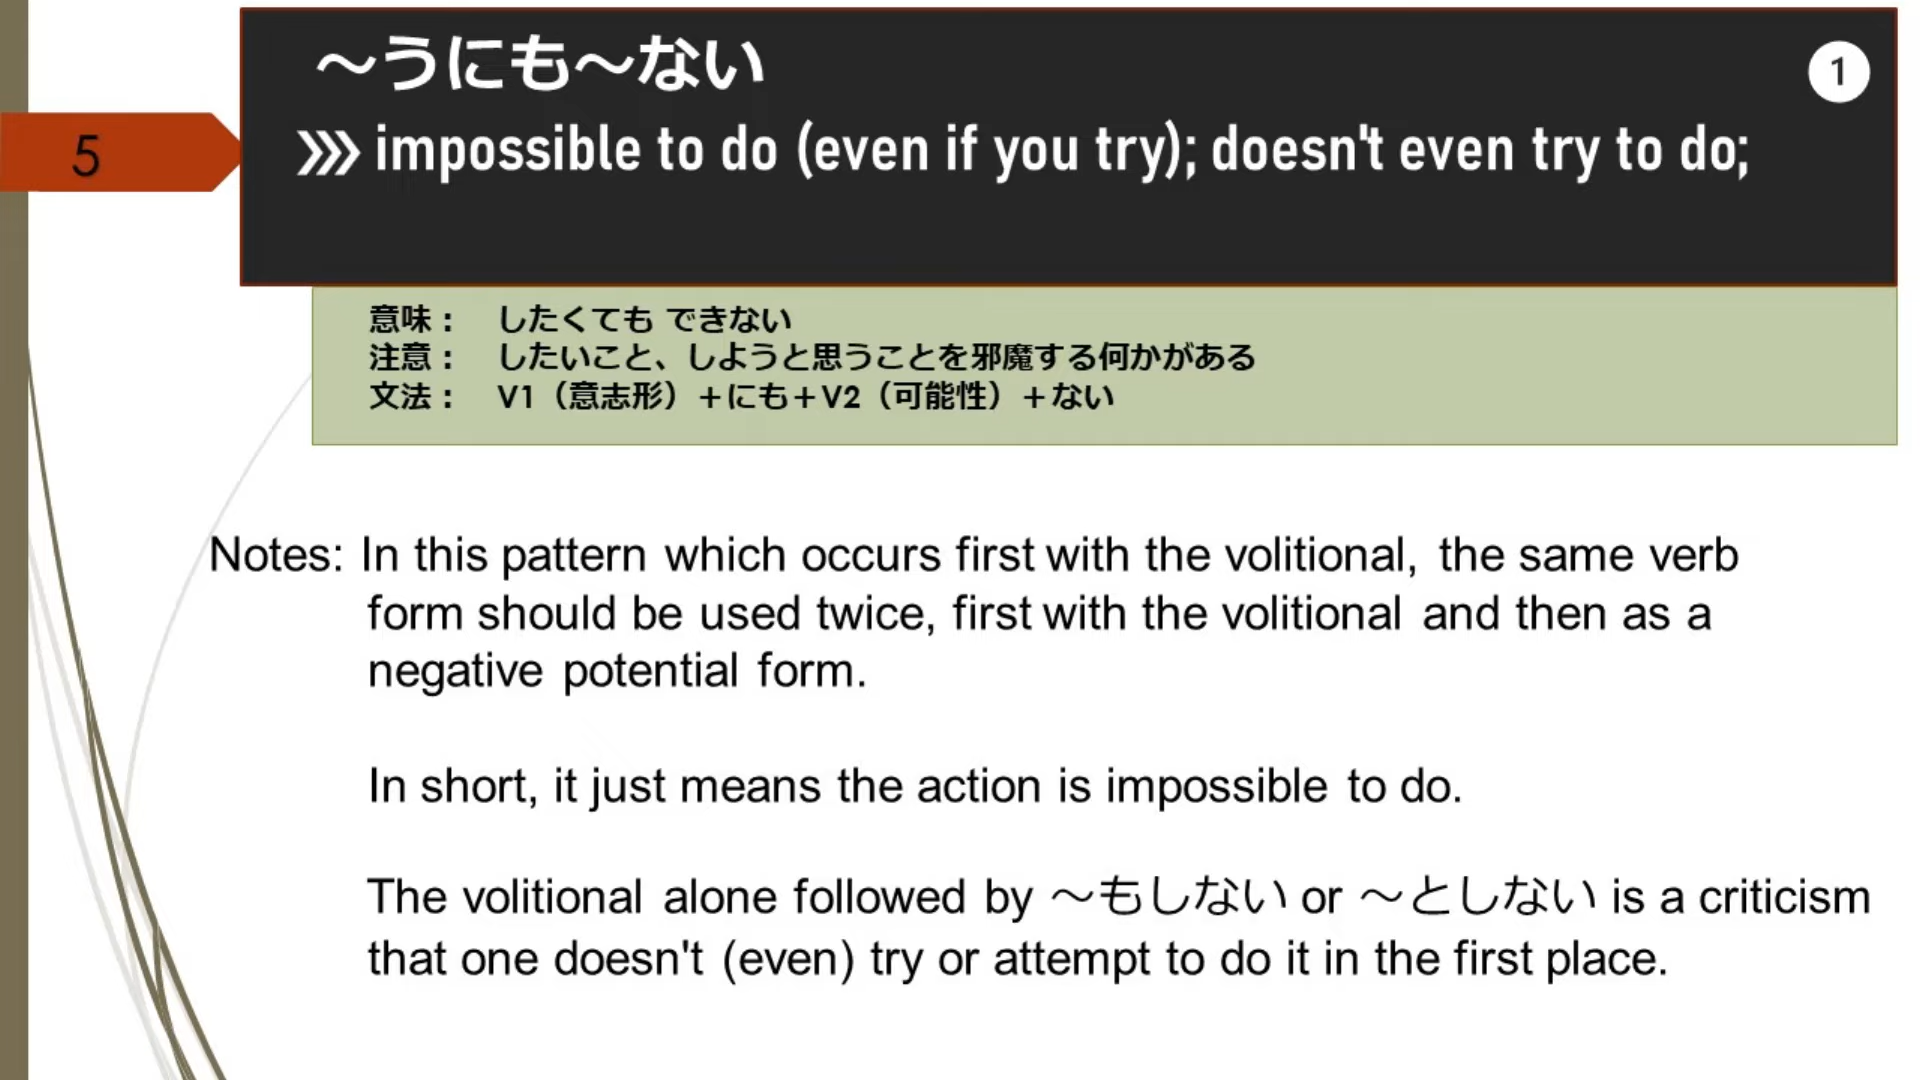 ～うにも～ない
1
5
impossible to do (even if you try); doesn't even try to do;
意味： したくても できない
注意： したいこと、しようと思うことを邪魔する何かがある
文法： V1（意志形）＋にも＋V2（可能性）＋ない
Notes: In this pattern which occurs first with the volitional, the same verb
form should be used twice, first with the volitional and then as a
negative potential form.
In short, it just means the action is impossible to do.
The volitional alone followed by ～もしない or ～としない is a criticism
that one doesn't (even) try or attempt to do it in the first place.